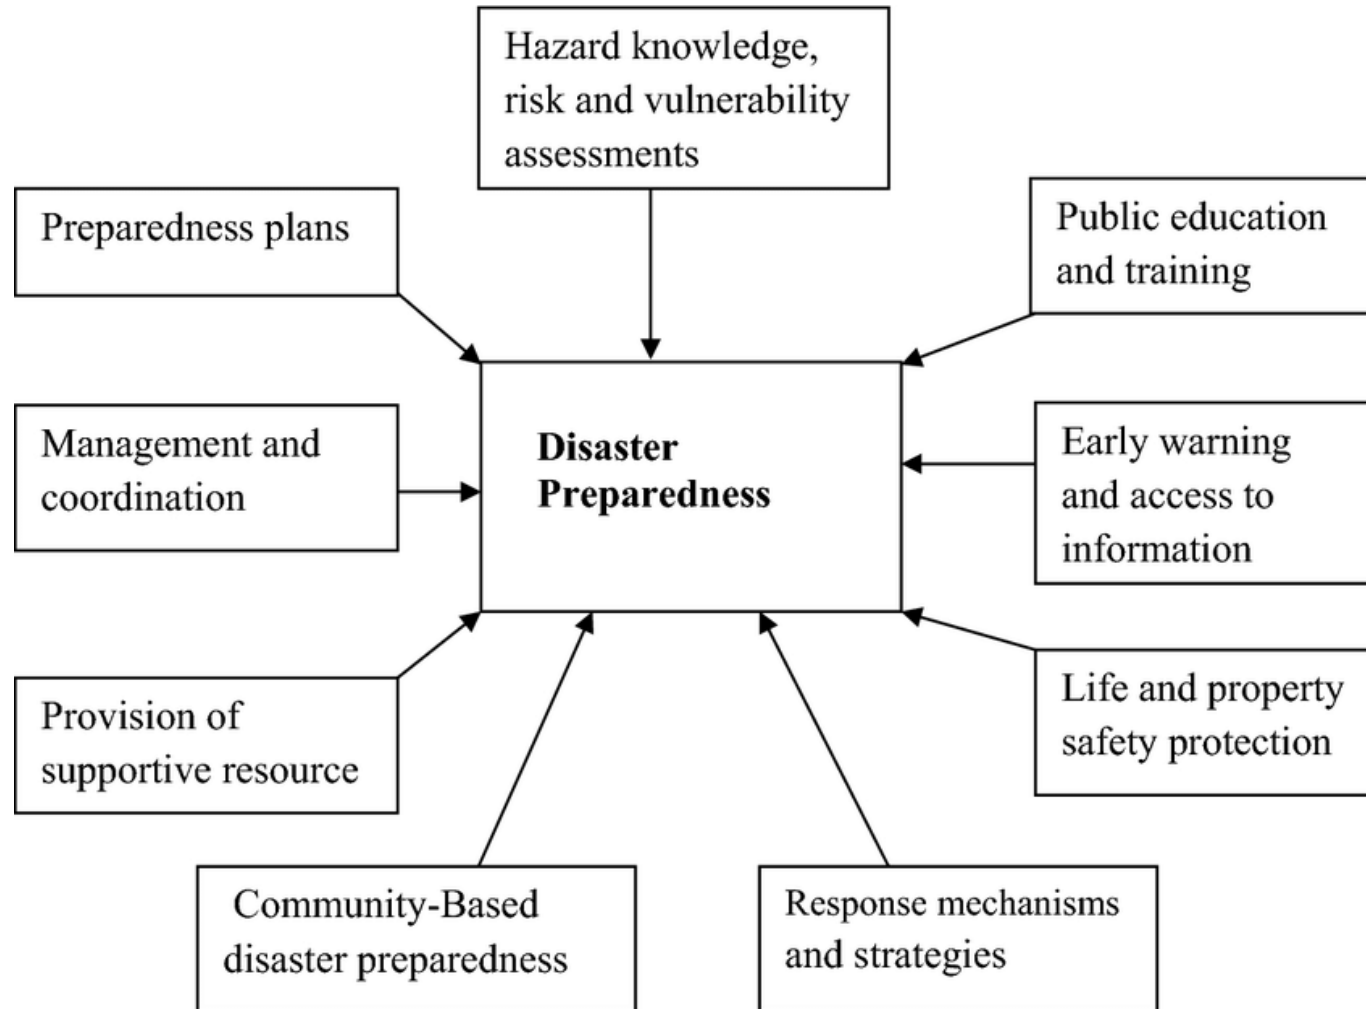 Hazard knowledge,
risk and vulnerability
assessments
Preparedness plans
Public education
and training
Management and
coordination
Disaster
Preparedness
Early warning
and access to
information
Provision of
supportive resource
Life and property
safety protection
Community-Based
disaster preparedness
Response mechanisms
and strategies